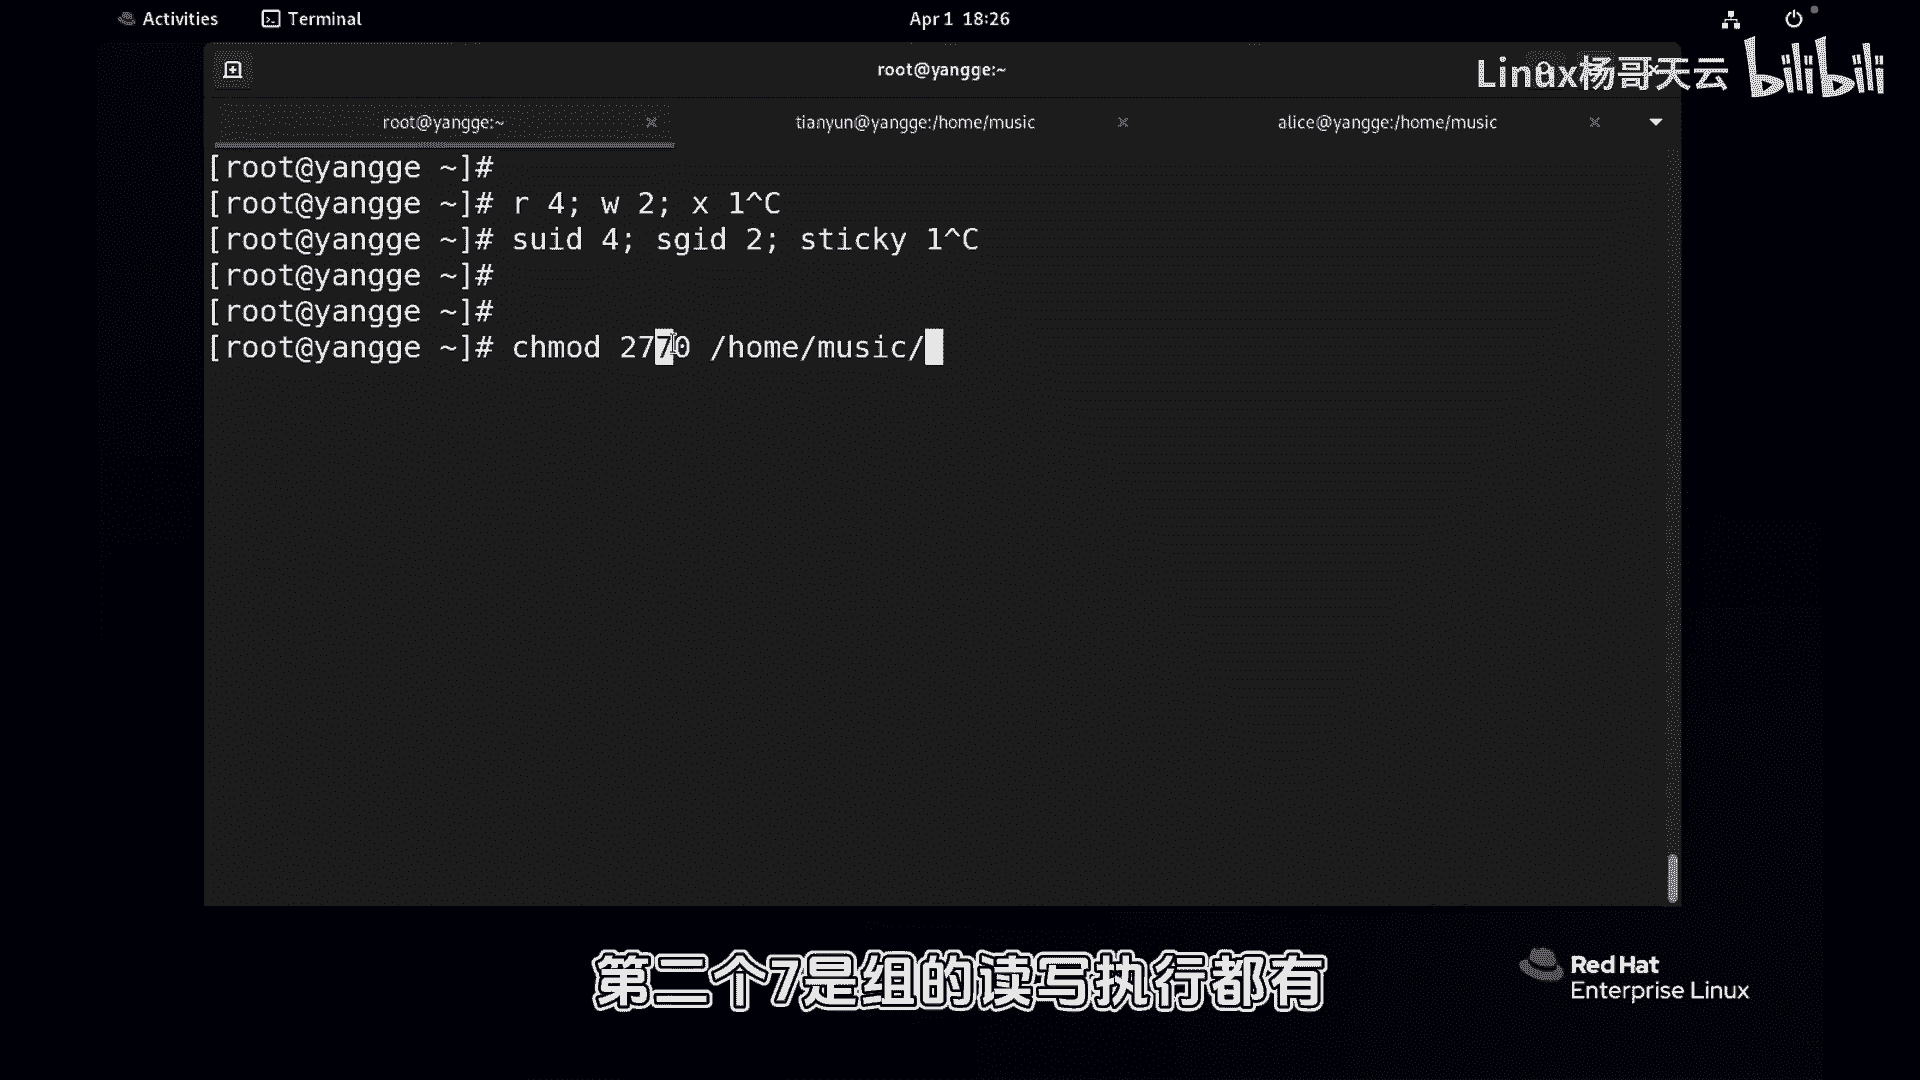 Activities Terminal Apr 1 18:26
root@yangge:~
Linux杨哥天云 bilibili
root@yangge:~ tianyun@yangge:/home/music alice@yangge:/home/music
[root@yangge ~]#
[root@yangge ~]# r 4; w 2; x 1^C
[root@yangge ~]# suid 4; sgid 2; sticky 1^C
[root@yangge ~]#
[root@yangge ~]#
[root@yangge ~]# chmod 2770 /home/music/
第二个7是组的读写执行都有
Red Hat
Enterprise Linux